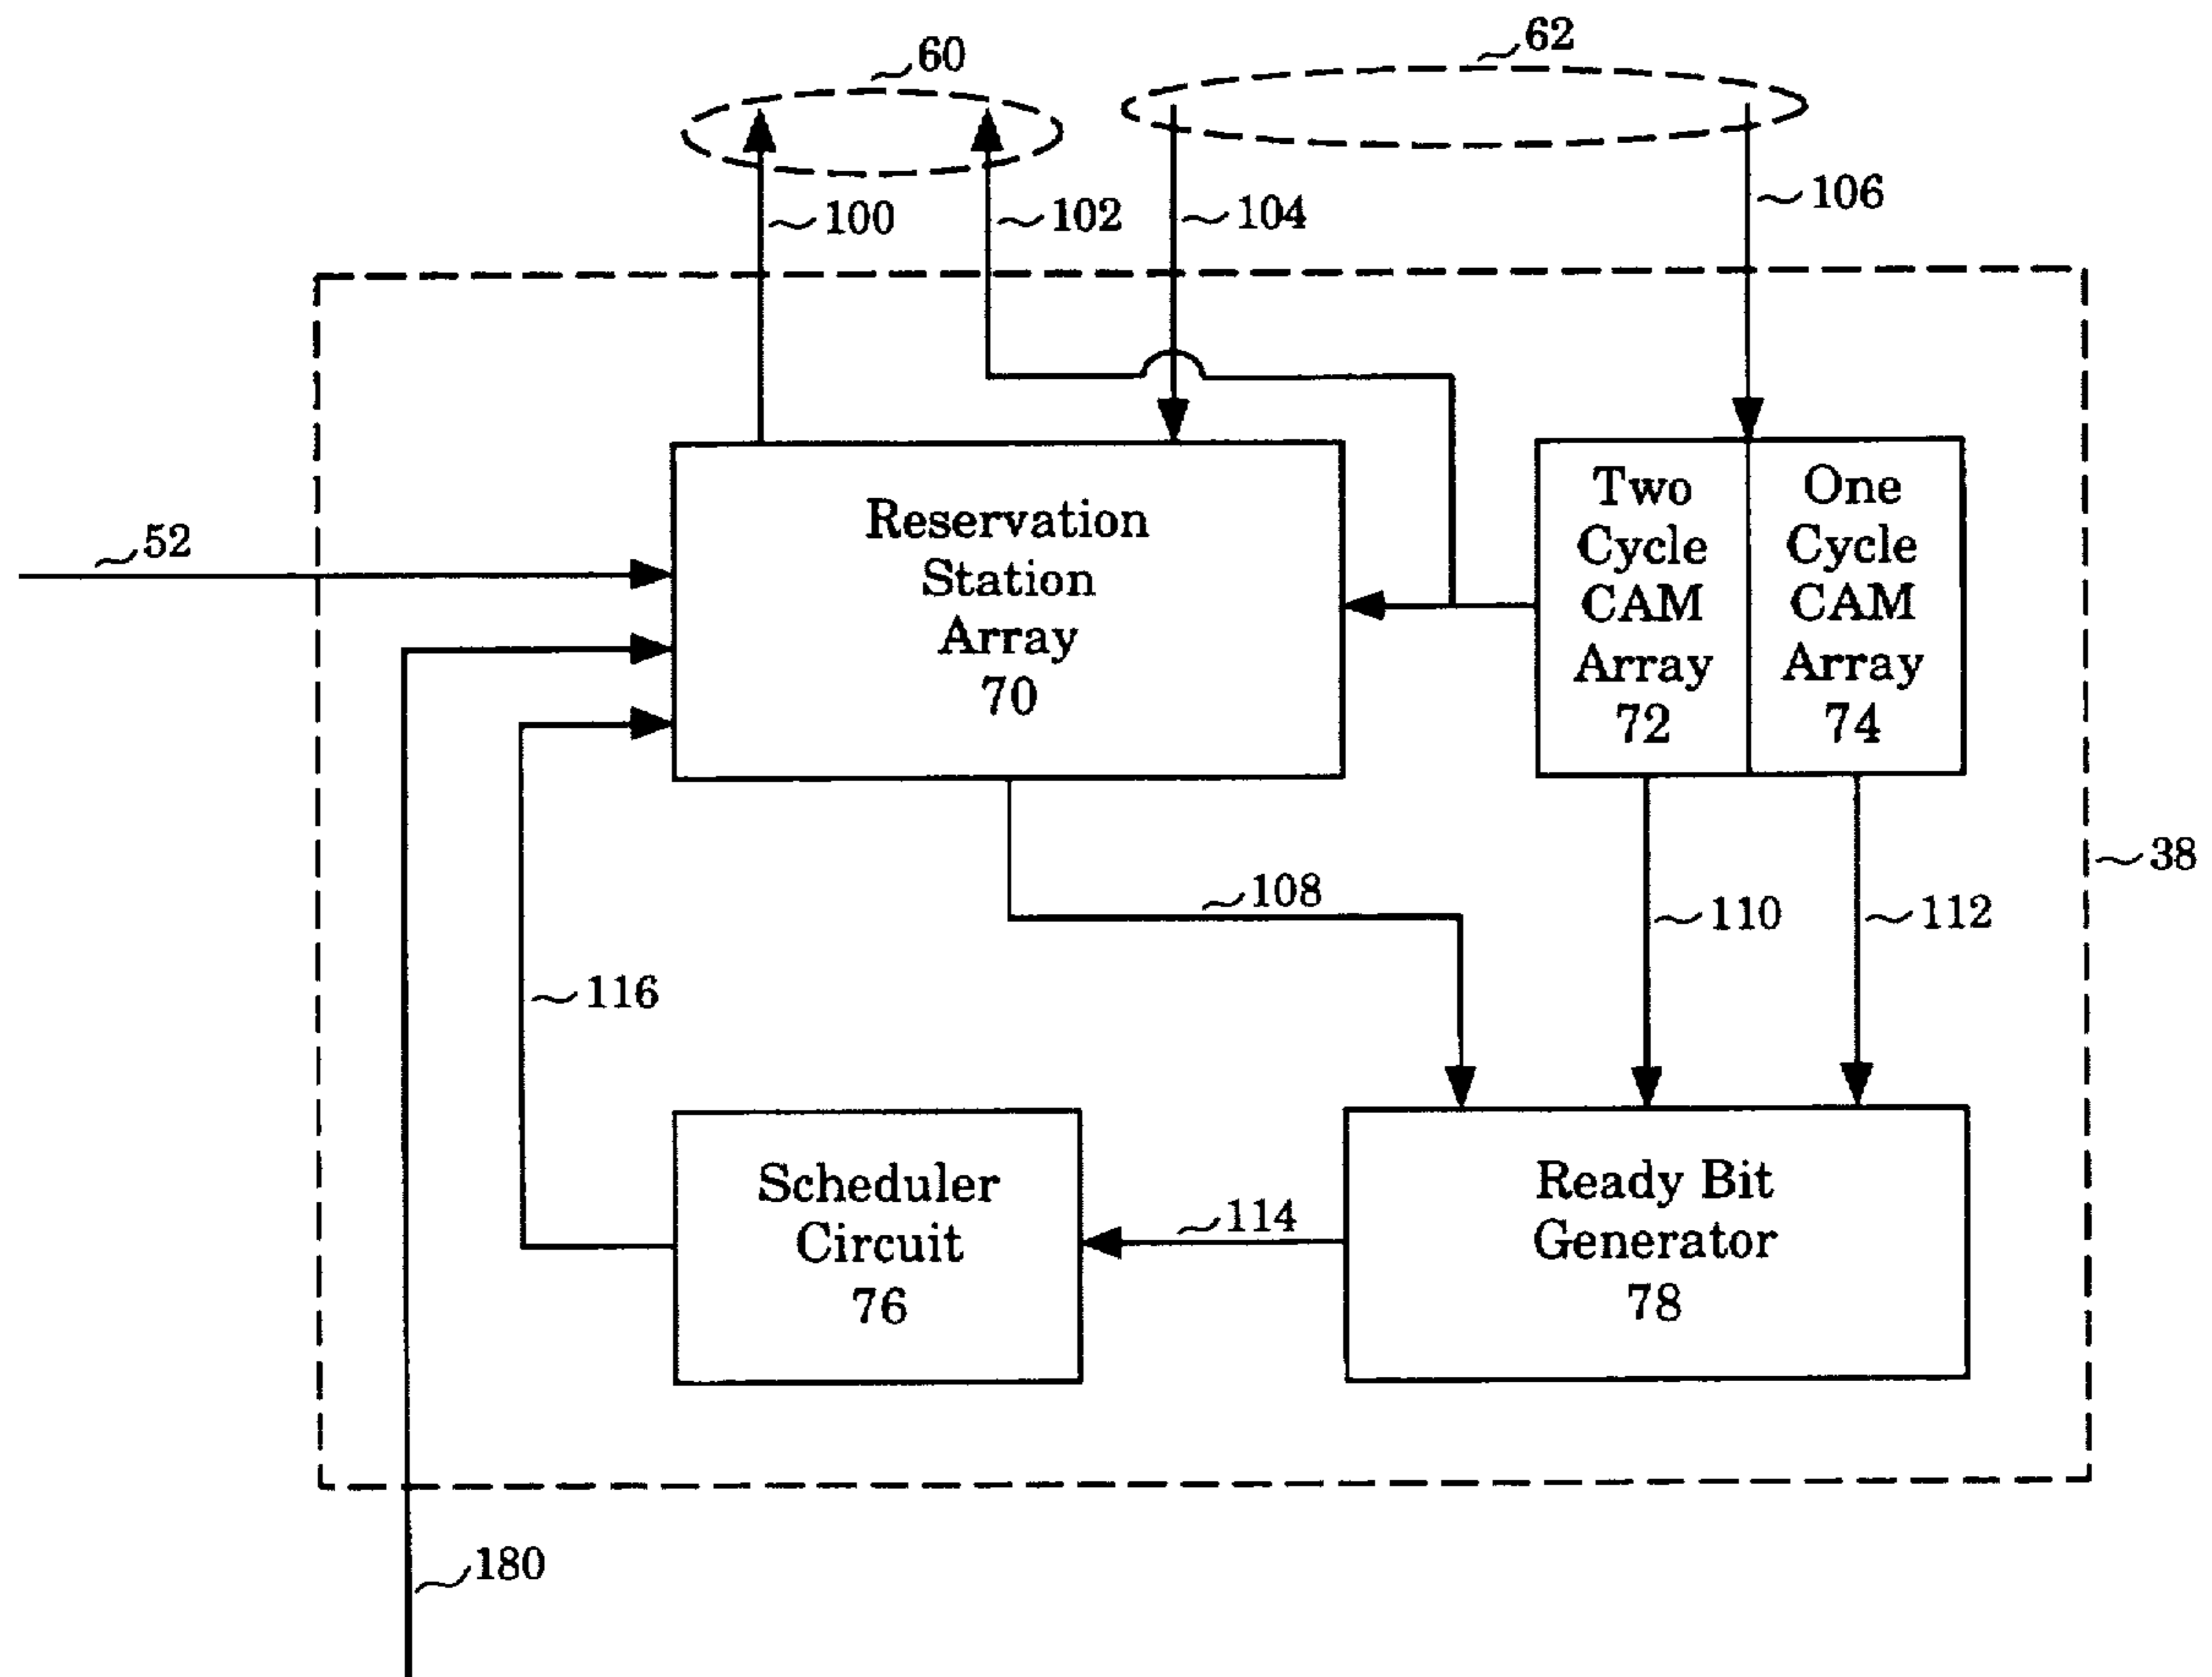 60
62
100
102
104
106
52
Reservation
Station
Array
70
Two
Cycle
CAM
Array
72
One
Cycle
CAM
Array
74
38
108
110
112
116
Scheduler
Circuit
76
114
Ready Bit
Generator
78
180